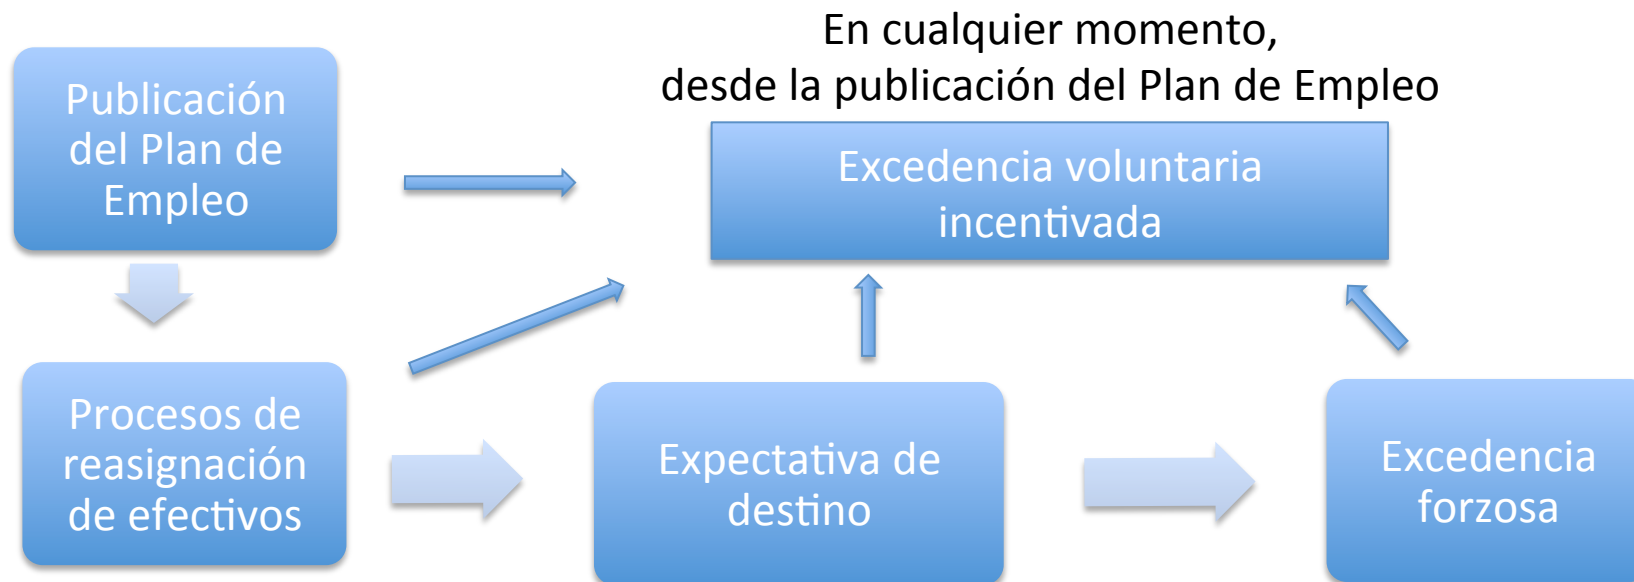 En cualquier momento,
desde la publicación del Plan de Empleo
Publicación
del Plan de
Empleo
Excedencia voluntaria
incentivada
Procesos de
reasignación
de efectivos
Expectativa de
destino
Excedencia
forzosa